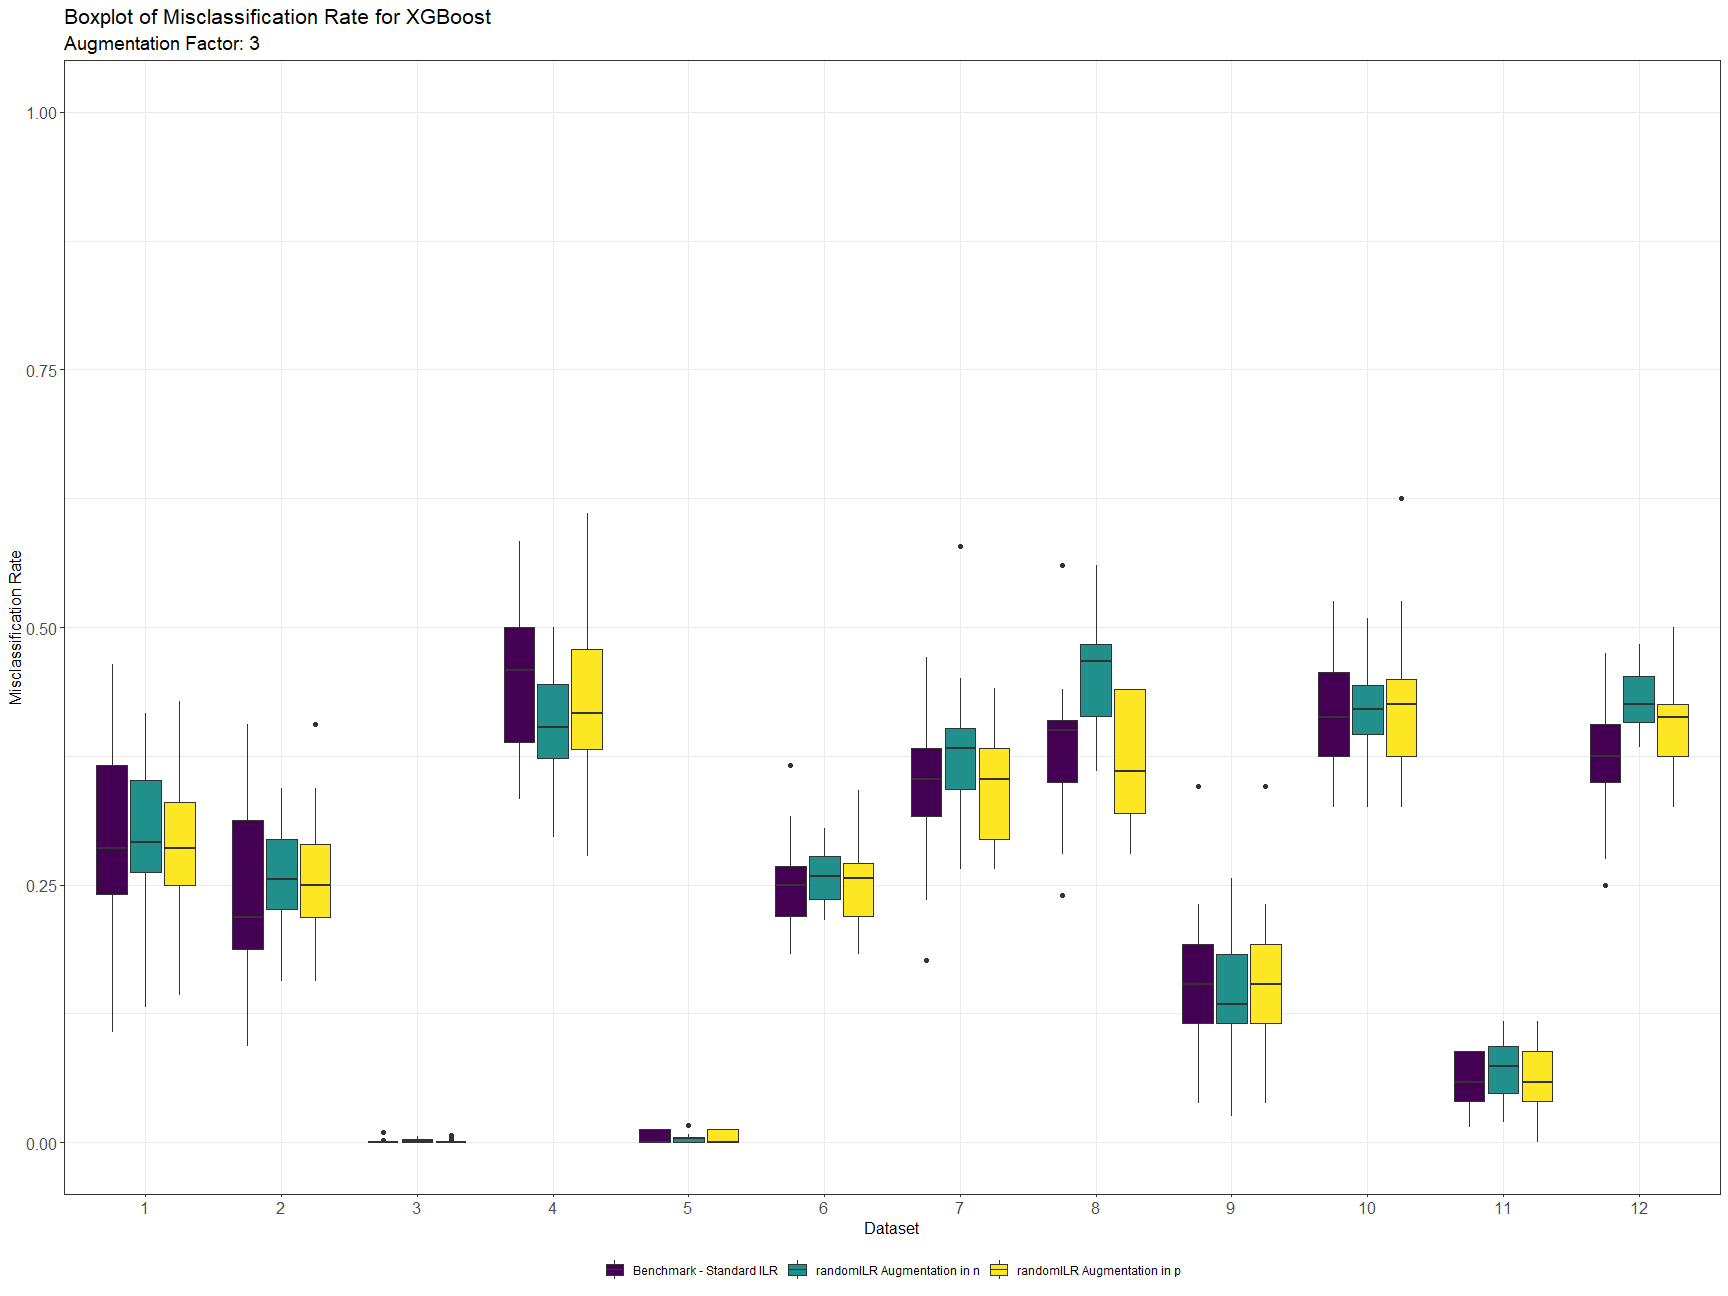 Boxplot of Misclassification Rate for XGBoost
Augmentation Factor: 3
Misclassification Rate
1.00
0.75
0.50
0.25
0.00
1 2 3 4 5 6 7 8 9 10 11 12
Dataset
Benchmark - Standard ILR randomILR Augmentation in n randomILR Augmentation in p